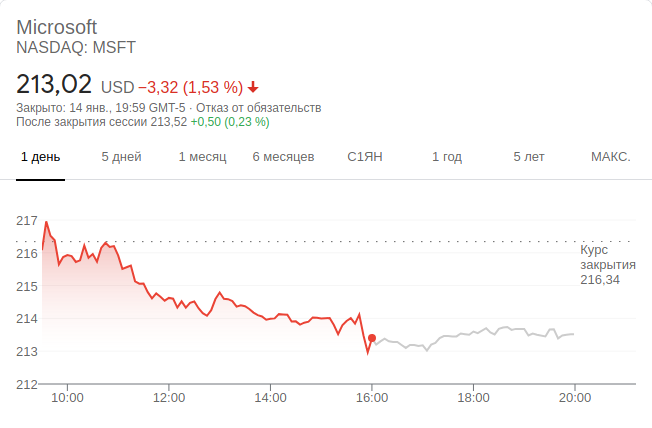 Microsoft
NASDAQ: MSFT
213,02 USD −3,32 (1,53 %)
Закрыто: 14 янв., 19:59 GMT-5 · Отказ от обязательств
После закрытия сессии 213,52 +0,50 (0,23 %)
1 день 5 дней 1 месяц 6 месяцев С1ЯН 1 год 5 лет МАКС.
217
216
215
214
213
212
Курс
закрытия
216,34
10:00 12:00 14:00 16:00 18:00 20:00